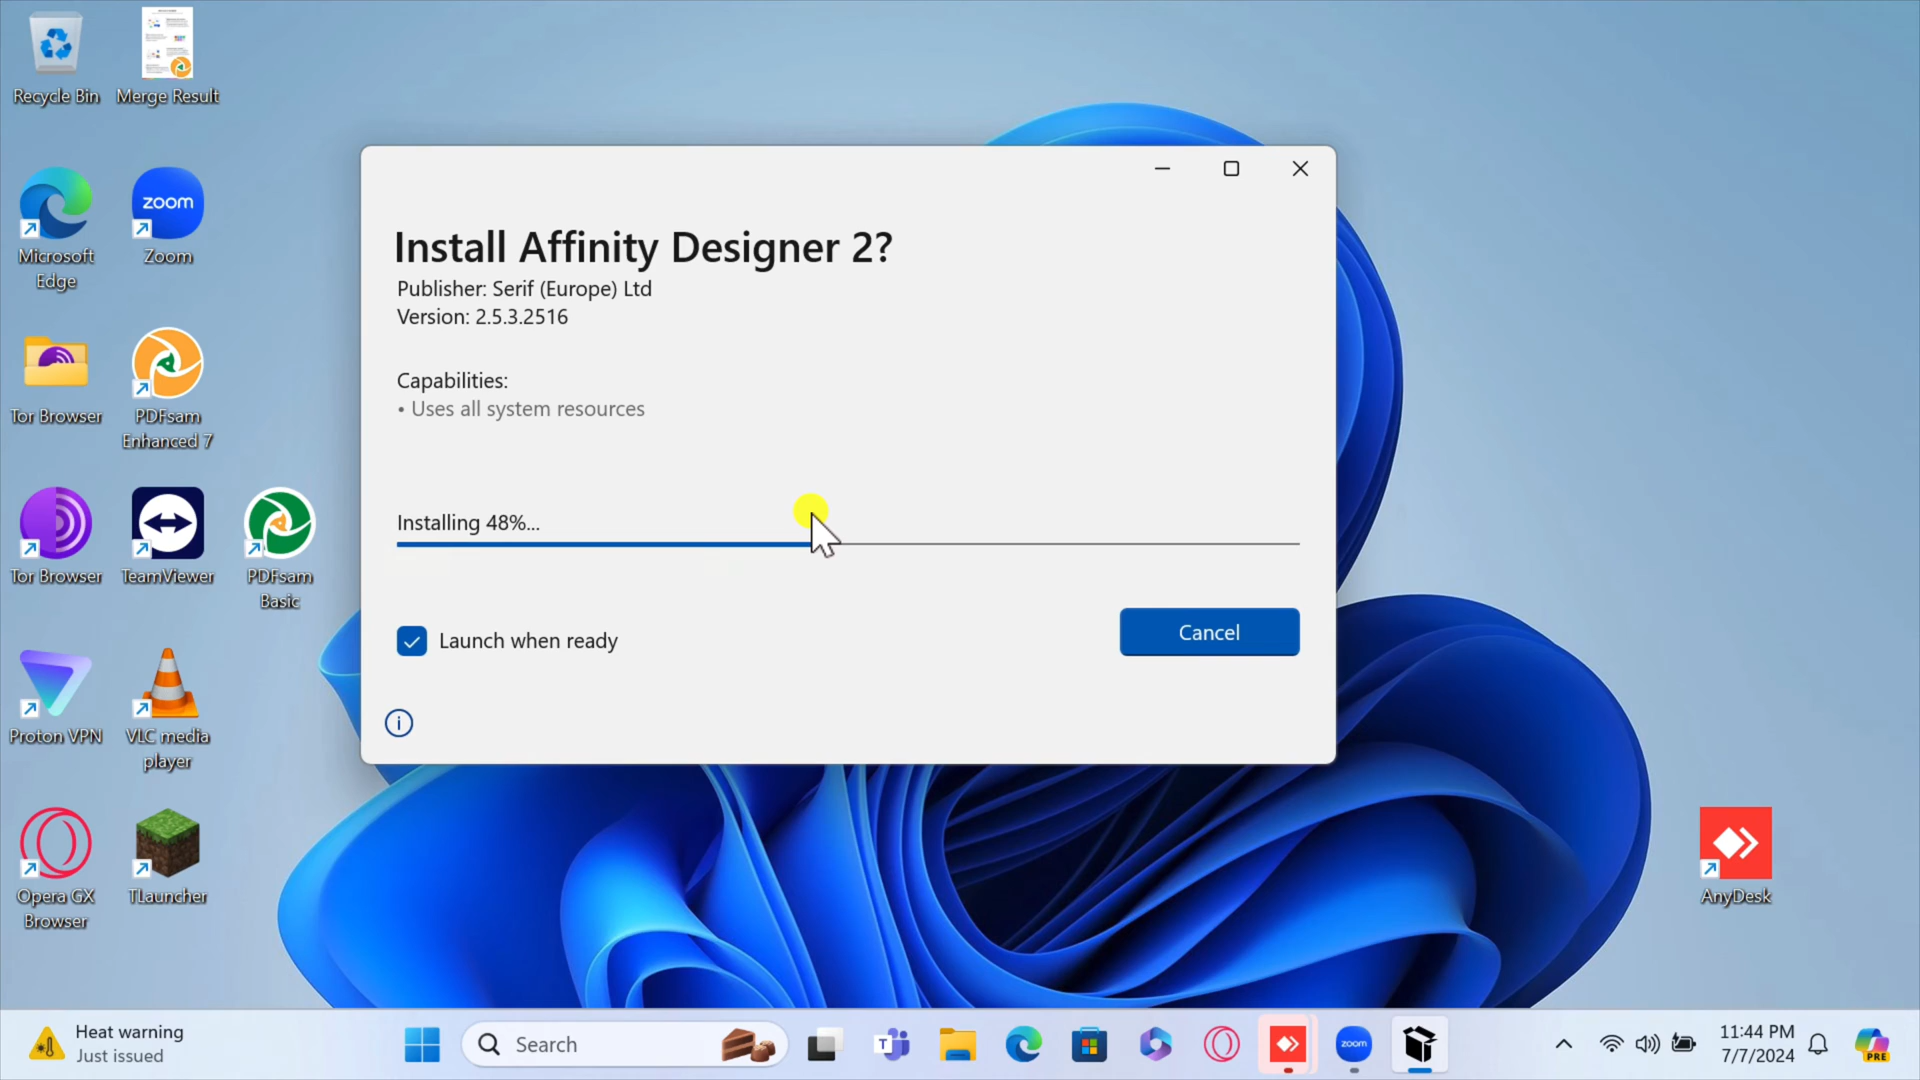 Recycle Bin
Merge Result
Microsoft
Edge
zoom
Zoom
Tor Browser
PDFsam
Enhanced 7
Tor Browser
TeamViewer
PDFsam
Basic
Proton VPN
VLC media
player
Opera GX
Browser
TLauncher
Install Affinity Designer 2?
Publisher: Serif (Europe) Ltd
Version: 2.5.3.2516
Capabilities:
• Uses all system resources
Installing 48%...
Launch when ready
Cancel
AnyDesk
Heat warning
Just issued
Search
T
zoom
11:44 PM
7/7/2024
PRE